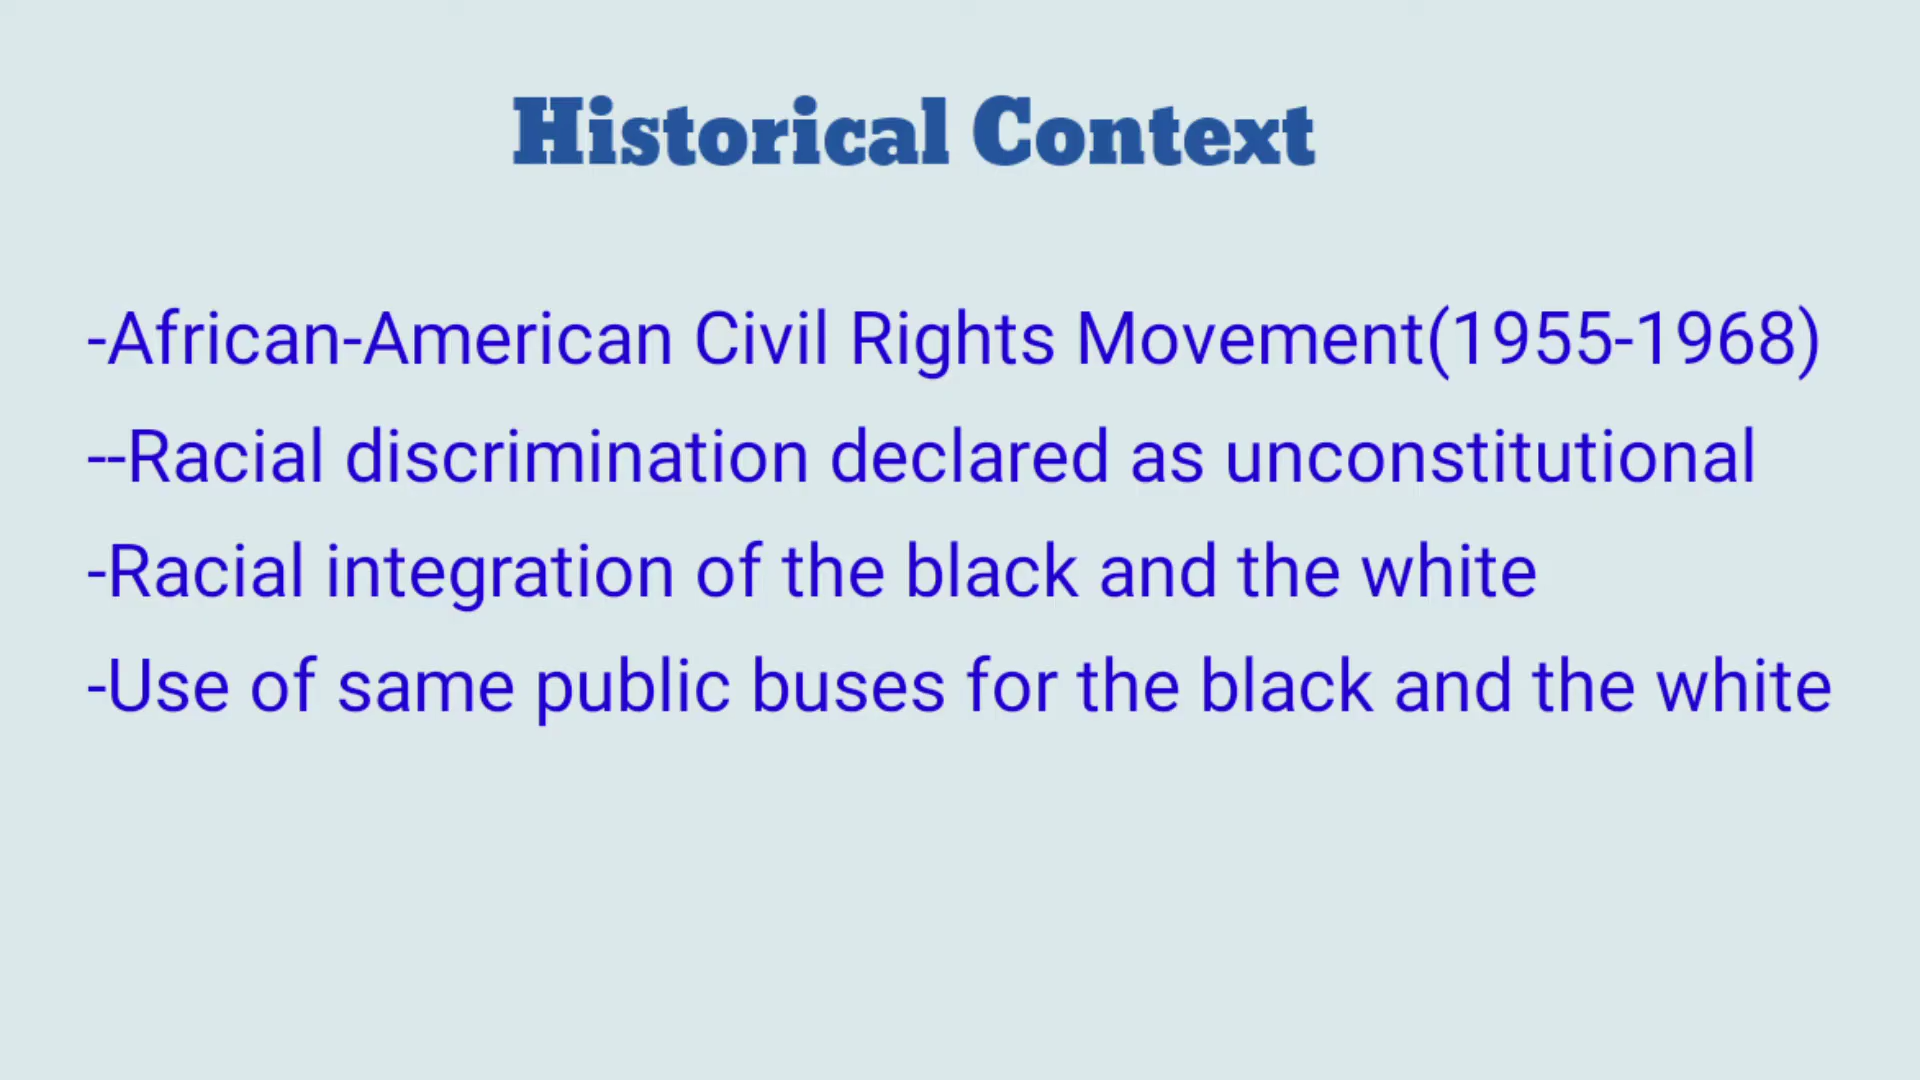 Historical Context
-African-American Civil Rights Movement(1955-1968)
--Racial discrimination declared as unconstitutional
-Racial integration of the black and the white
-Use of same public buses for the black and the white